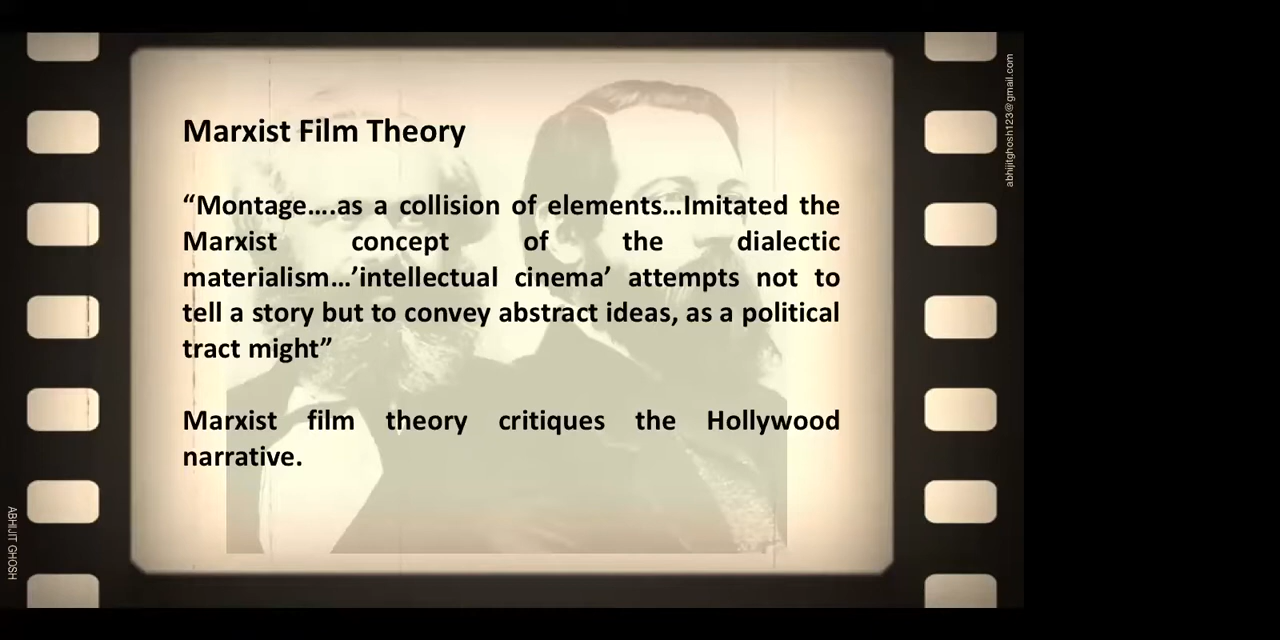 Marxist Film Theory
“Montage….as a collision of elements…Imitated the
Marxist concept of the dialectic
materialism…’intellectual cinema’ attempts not to
tell a story but to convey abstract ideas, as a political
tract might”
Marxist film theory critiques the Hollywood
narrative.
abhijitghosh123@gmail.com
ABHIJIT GHOSH